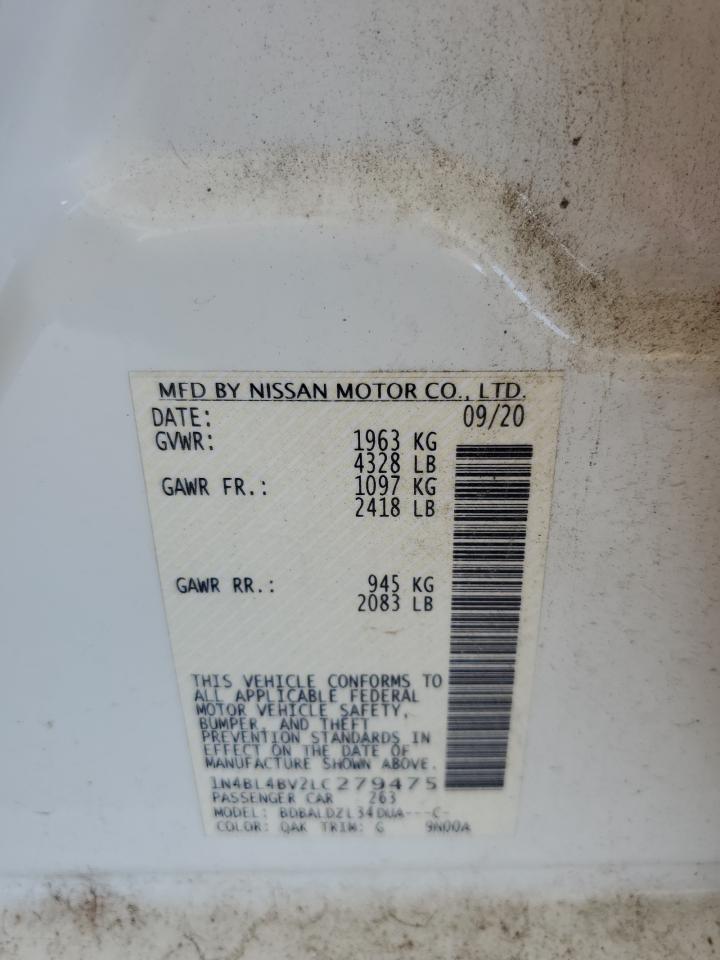 MFD BY NISSAN MOTOR CO., LTD.
DATE: 09/20
GVWR: 1963 KG
4328 LB
GAWR FR.: 1097 KG
2418 LB
GAWR RR.: 945 KG
2083 LB
THIS VEHICLE CONFORMS TO
ALL APPLICABLE FEDERAL
MOTOR VEHICLE SAFETY,
BUMPER, AND THEFT
PREVENTION STANDARDS IN
EFFECT ON THE DATE OF
MANUFACTURE SHOWN ABOVE.
1N4BL4BV2LC279475
PASSENGER CAR 263
MODEL: BDBALDZL34DUA---C-
COLOR: QAK TRIM: G 9N00A